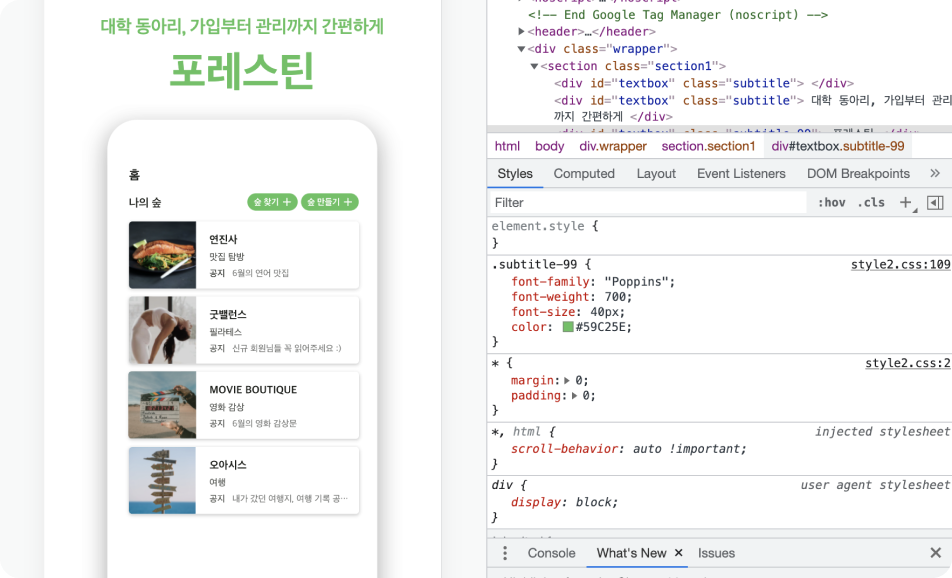 대학 동아리, 가입부터 관리까지 간편하게
포레스틴
홈
나의 숲
숲 찾기 +
숲 만들기 +
연진사
맛집 탐방
공지 6월의 연어 맛집
굿밸런스
필라테스
공지 신규 회원님들 꼭 읽어주세요 :)
MOVIE BOUTIQUE
영화 감상
공지 6월의 영화 감상문
오아시스
여행
공지 내가 갔던 여행지, 여행 기록 공…
<!-- End Google Tag Manager (noscript) -->
<header>…</header>
<div class="wrapper">
<section class="section1">
<div id="textbox" class="subtitle"> </div>
<div id="textbox" class="subtitle"> 대학 동아리, 가입부터 관리
까지 간편하게 </div>
html body div.wrapper section.section1 div#textbox.subtitle-99
Styles Computed Layout Event Listeners DOM Breakpoints »
Filter :hov .cls +
element.style {
}
.subtitle-99 { style2.css:109
font-family: "Poppins";
font-weight: 700;
font-size: 40px;
color: #59C25E;
}
* { style2.css:2
margin: 0;
padding: 0;
}
*, html { injected stylesheet
scroll-behavior: auto !important;
}
div { user agent stylesheet
display: block;
}
Console What's New × Issues ×